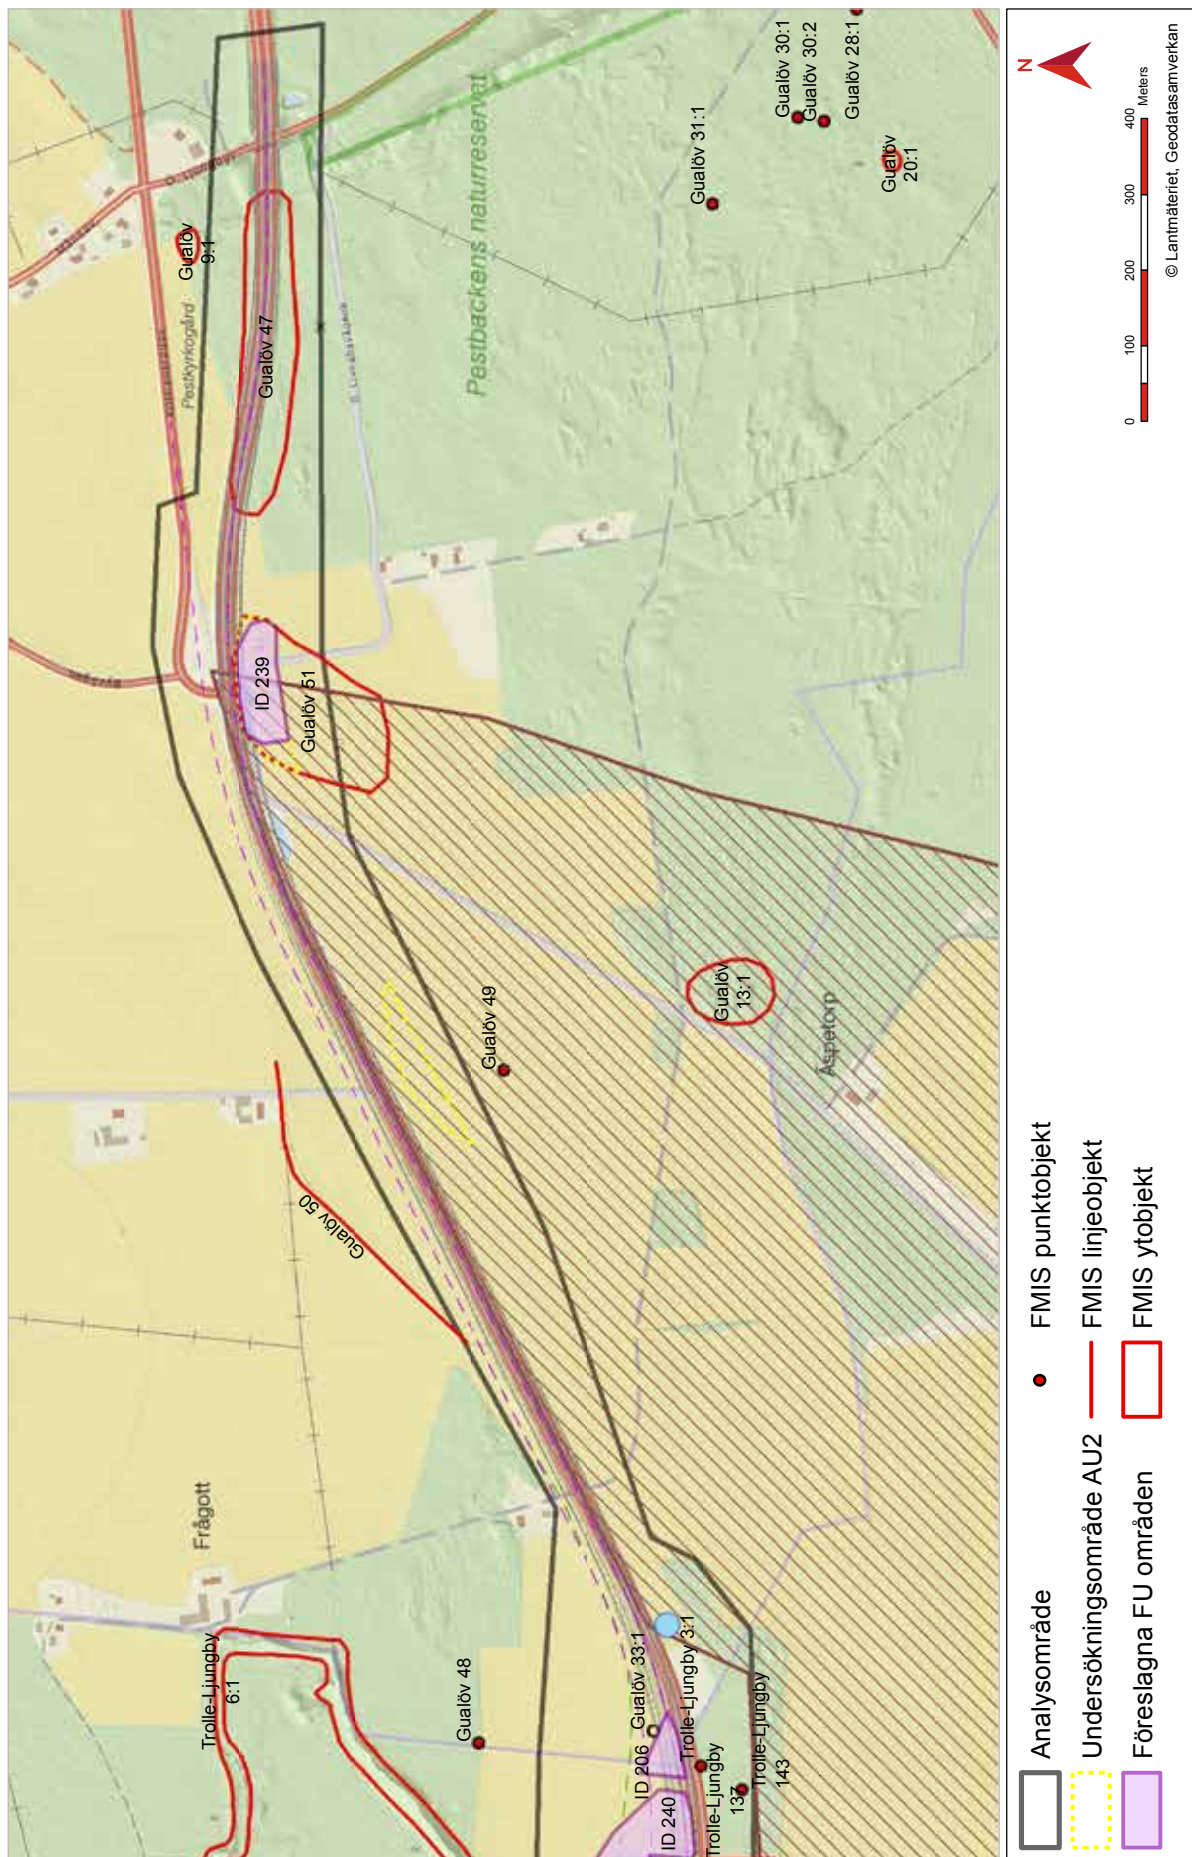 Trolle-Ljungby
6:1
Frågott
Gualöv 48
Gualöv 50
ID 206
Gualöv 33:1
ID 240
Trolle-Ljungby 3:1
Trolle-Ljungby
137
Trolle-Ljungby
143
Gualöv 49
Gualöv
13:1
Åspetorp
Byvägen
ID 239
Gualöv 51
Gualöv
9:1
Pestkyrkogård
Gualöv 47
Ö. Ljungbyv.
Pestbackens naturreservat
Gualöv 31:1
Gualöv 30:1
Gualöv 30:2
Gualöv 28:1
Gualöv
20:1
Analysområde
Undersökningsområde AU2
Föreslagna FU områden
FMIS punktobjekt
FMIS linjeobjekt
FMIS ytobjekt
N
0 100 200 300 400
Meters
© Lantmäteriet, Geodatasamverkan